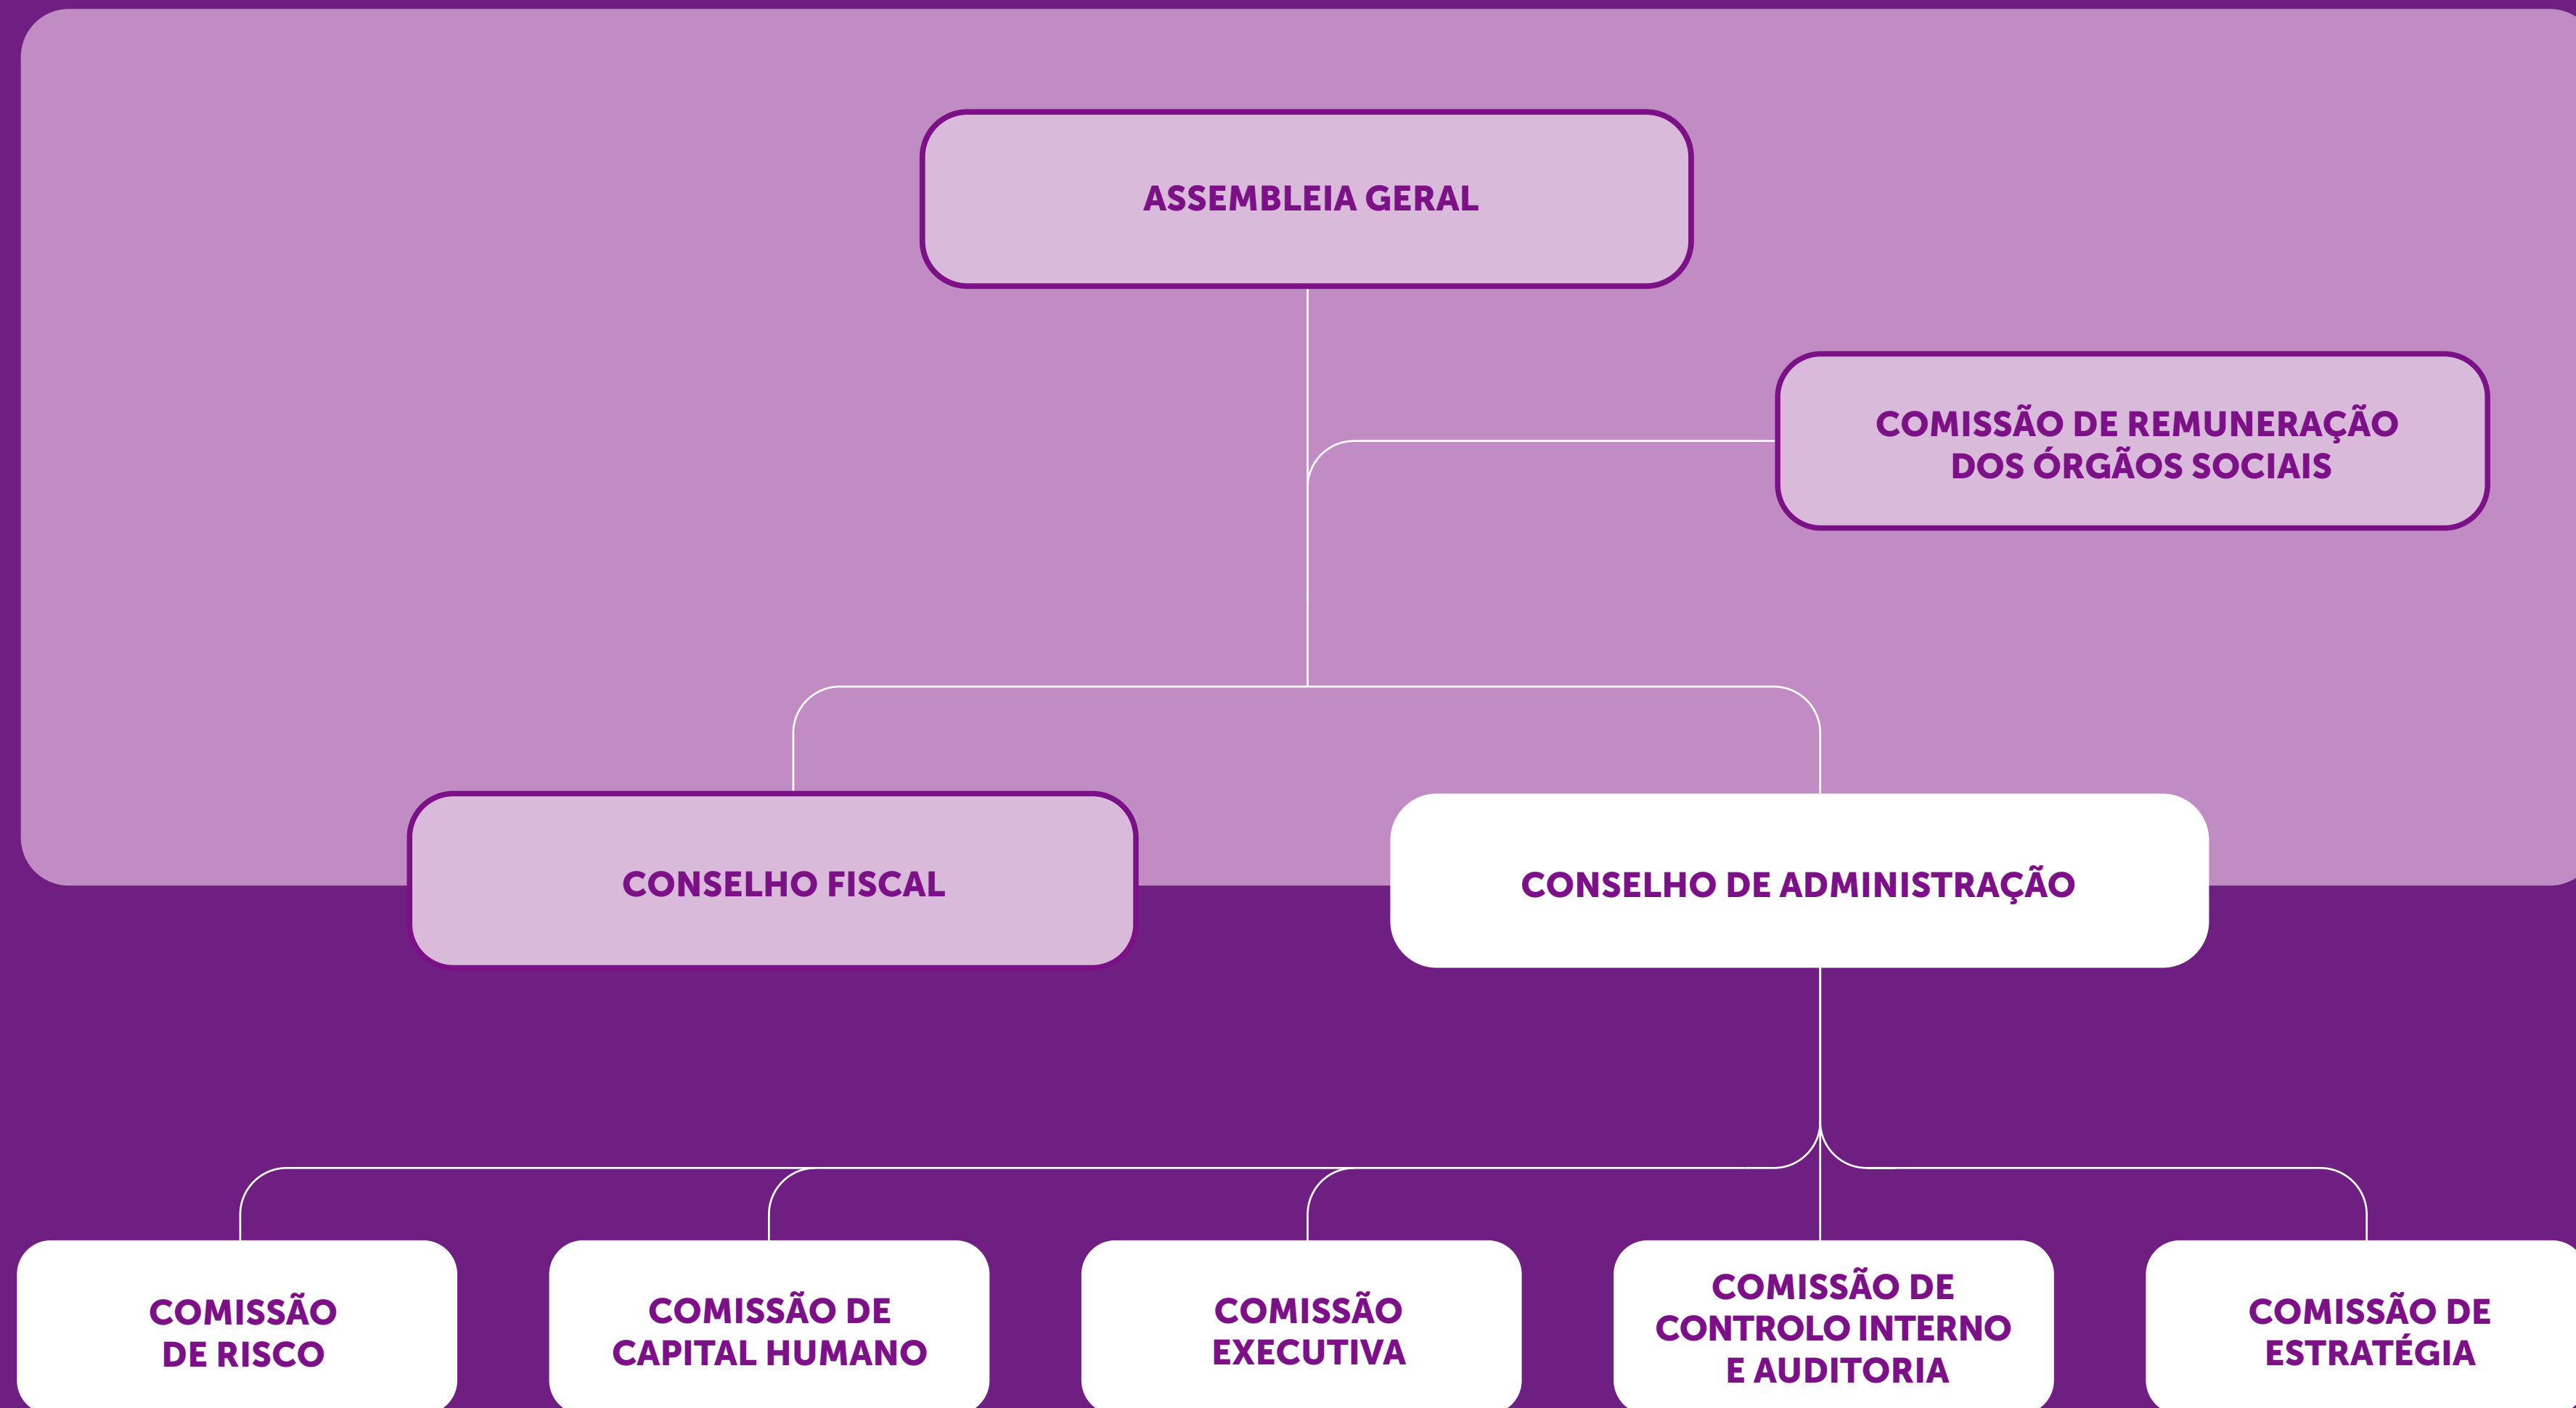 ASSEMBLEIA GERAL
COMISSÃO DE REMUNERAÇÃO
DOS ÓRGÃOS SOCIAIS
CONSELHO FISCAL
CONSELHO DE ADMINISTRAÇÃO
COMISSÃO
DE RISCO
COMISSÃO DE
CAPITAL HUMANO
COMISSÃO
EXECUTIVA
COMISSÃO DE
CONTROLO INTERNO
E AUDITORIA
COMISSÃO DE
ESTRATÉGIA